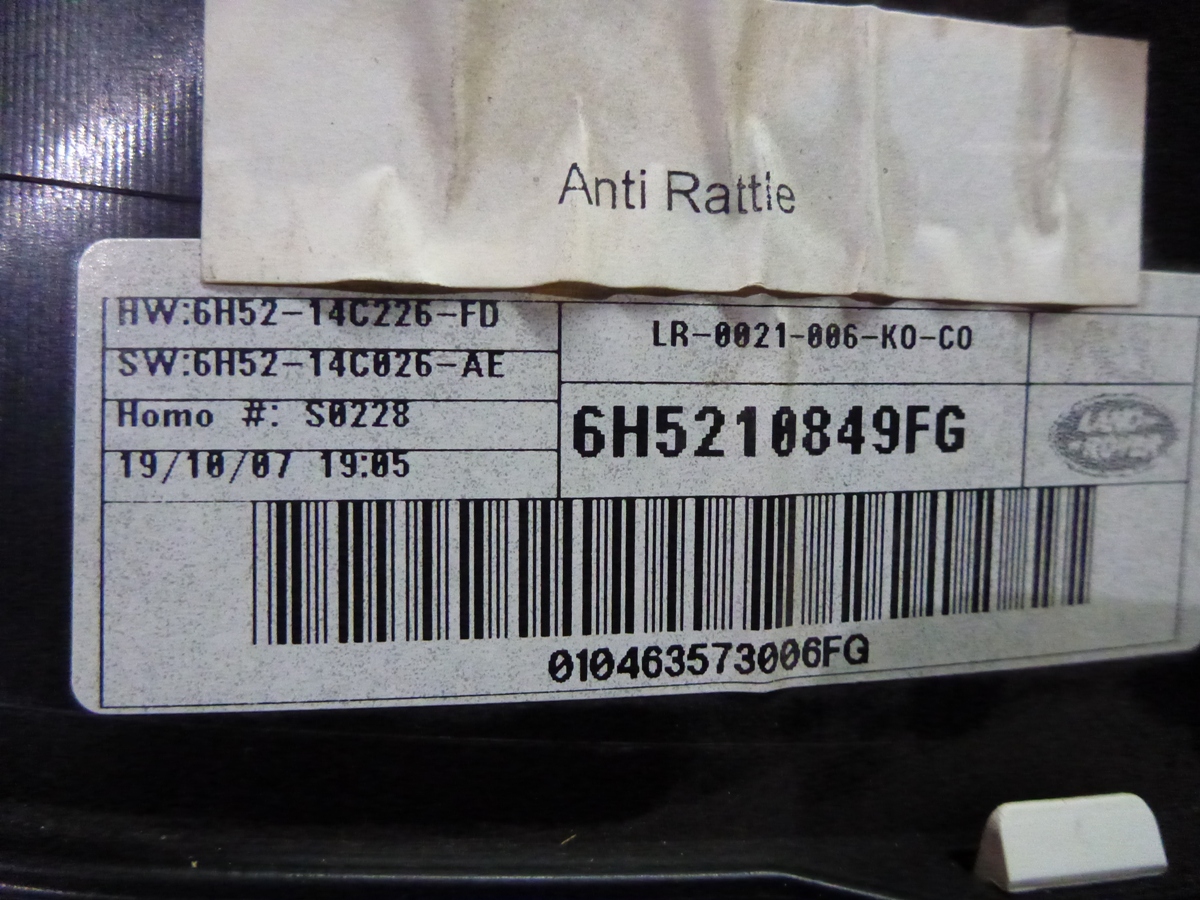 Anti Rattle
HW:6H52-14C226-FD
SW:6H52-14C026-AE
Homo #: S0228
19/10/07 19:05
LR-0021-006-KO-CO
6H5210849FG
010463573006FG